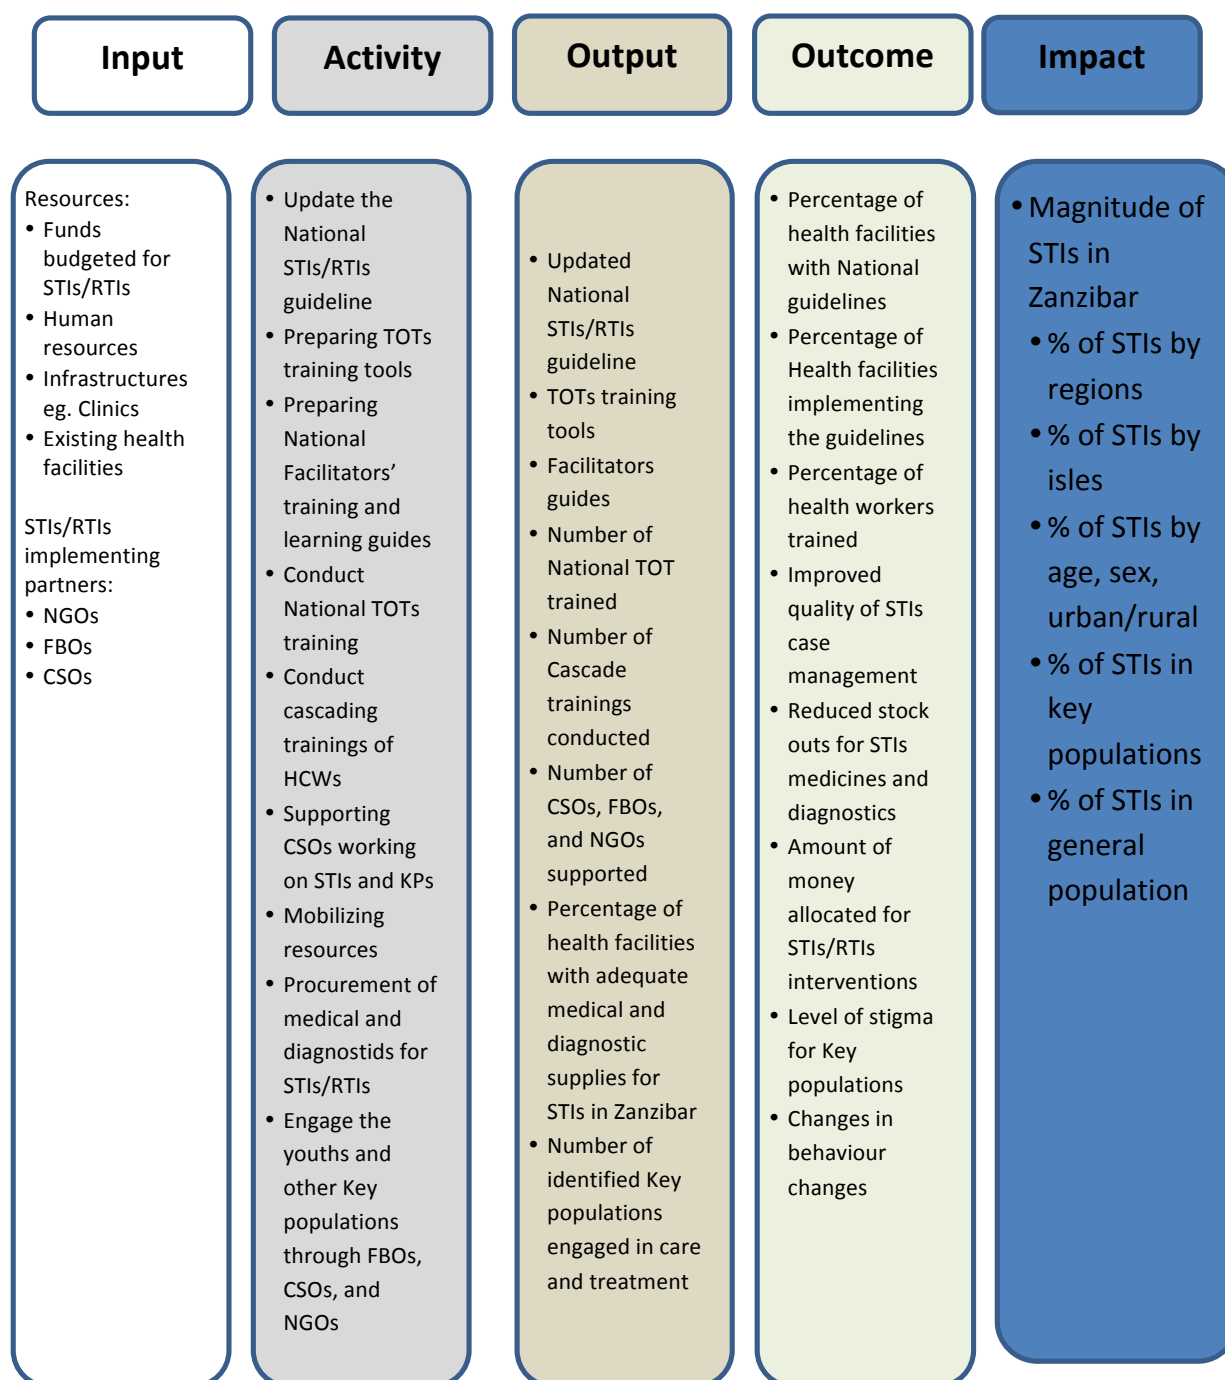 Input
Activity
Output
Outcome
Impact
Resources:
• Funds
budgeted for
STIs/RTIs
• Human
resources
• Infrastructures
eg. Clinics
• Existing health
facilities
STIs/RTIs
implementing
partners:
• NGOs
• FBOs
• CSOs
• Update the
National
STIs/RTIs
guideline
• Preparing TOTs
training tools
• Preparing
National
Facilitators’
training and
learning guides
• Conduct
National TOTs
training
• Conduct
cascading
trainings of
HCWs
• Supporting
CSOs working
on STIs and KPs
• Mobilizing
resources
• Procurement of
medical and
diagnostids for
STIs/RTIs
• Engage the
youths and
other Key
populations
through FBOs,
CSOs, and
NGOs
• Updated
National
STIs/RTIs
guideline
• TOTs training
tools
• Facilitators
guides
• Number of
National TOT
trained
• Number of
Cascade
trainings
conducted
• Number of
CSOs, FBOs,
and NGOs
supported
• Percentage of
health facilities
with adequate
medical and
diagnostic
supplies for
STIs in Zanzibar
• Number of
identified Key
populations
engaged in care
and treatment
• Percentage of
health facilities
with National
guidelines
• Percentage of
Health facilities
implementing
the guidelines
• Percentage of
health workers
trained
• Improved
quality of STIs
case
management
• Reduced stock
outs for STIs
medicines and
diagnostics
• Amount of
money
allocated for
STIs/RTIs
interventions
• Level of stigma
for Key
populations
• Changes in
behaviour
changes
• Magnitude of
STIs in
Zanzibar
• % of STIs by
regions
• % of STIs by
isles
• % of STIs by
age, sex,
urban/rural
• % of STIs in
key
populations
• % of STIs in
general
population